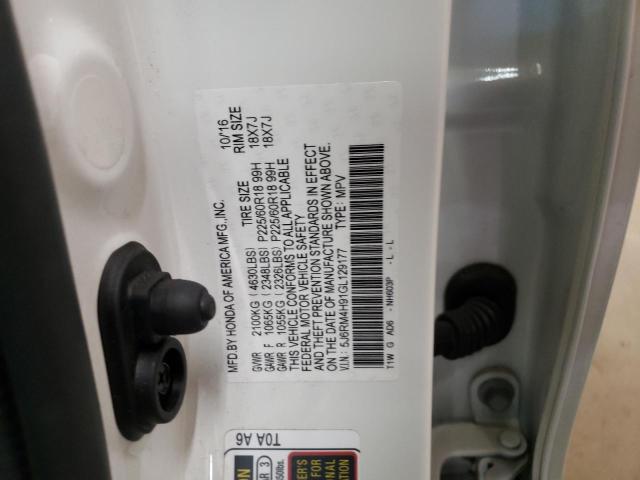 MFD.BY HONDA OF AMERICA MFG.,INC. 10/16
TIRE SIZE RIM SIZE
GVWR 2100KG ( 4630LBS)
GAWR F 1065KG ( 2348LBS) P225/60R18 99H 18X7J
GAWR R 1055KG ( 2326LBS) P225/60R18 99H 18X7J
THIS VEHICLE CONFORMS TO ALL APPLICABLE
FEDERAL MOTOR VEHICLE SAFETY
AND THEFT PREVENTION STANDARDS IN EFFECT
ON THE DATE OF MANUFACTURE SHOWN ABOVE.
V.I.N.: 5J6RM4H91GL129177 TYPE: MPV
T1W G AD6 - NH603P - L - L
T0A A6